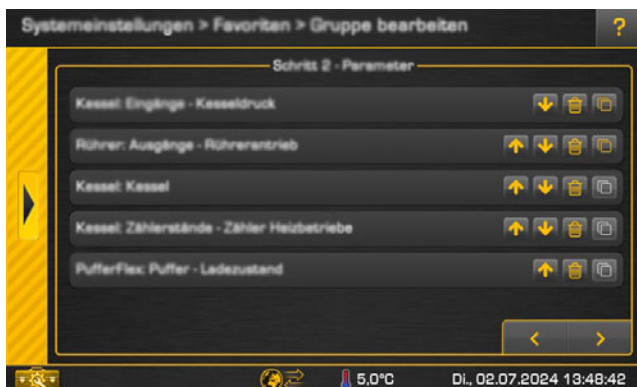 Systemeinstellungen > Favoriten > Gruppe bearbeiten
?
Schritt 2 - Parameter
Kessel: Eingänge - Kesseldruck
Rührer: Ausgänge - Rührerantrieb
Kessel: Kessel
Kessel: Zählerstände - Zähler Heizbetriebe
PufferFlex: Puffer - Ladezustand
5,0°C
Di., 02.07.2024 13:48:42